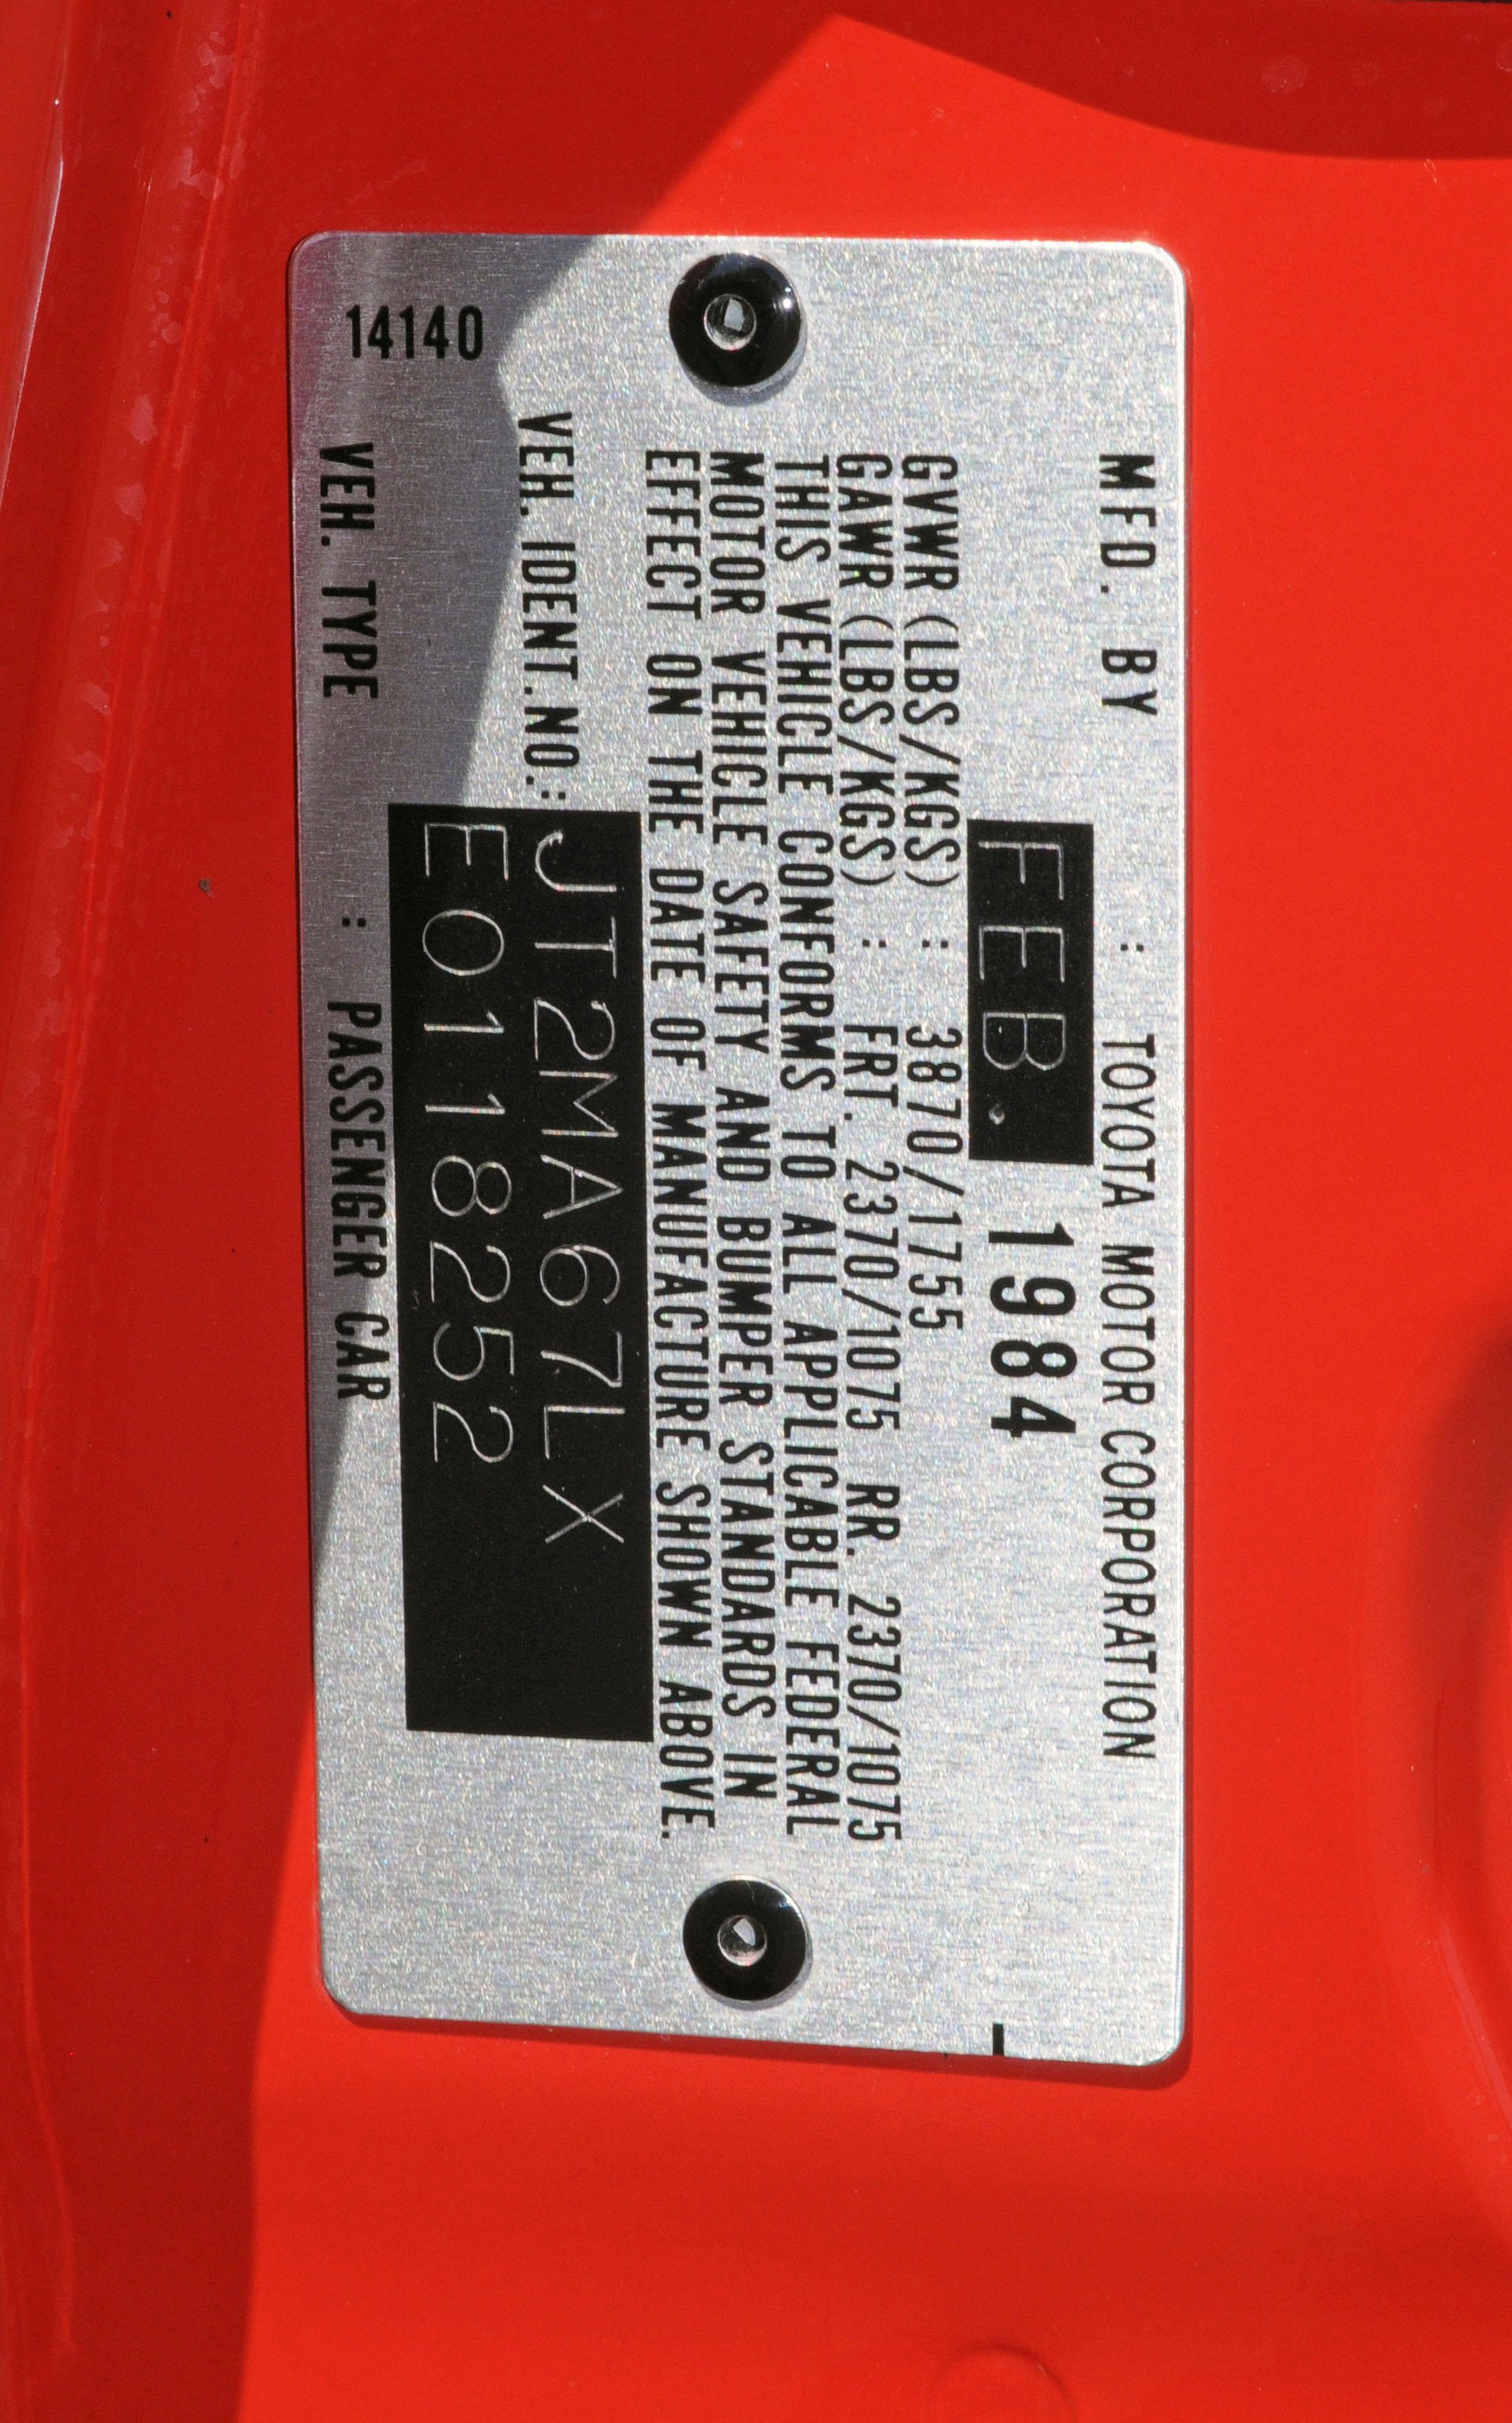 MFD. BY : TOYOTA MOTOR CORPORATION
FEB. 1984
GVWR (LBS/KGS) : 3870/1755
GAWR (LBS/KGS) : FRT. 2370/1075 RR. 2370/1075
THIS VEHICLE CONFORMS TO ALL APPLICABLE FEDERAL
MOTOR VEHICLE SAFETY AND BUMPER STANDARDS IN
EFFECT ON THE DATE OF MANUFACTURE SHOWN ABOVE.
VEH. IDENT. NO.: JT2MA67LX
E0118252
VEH. TYPE : PASSENGER CAR
14140